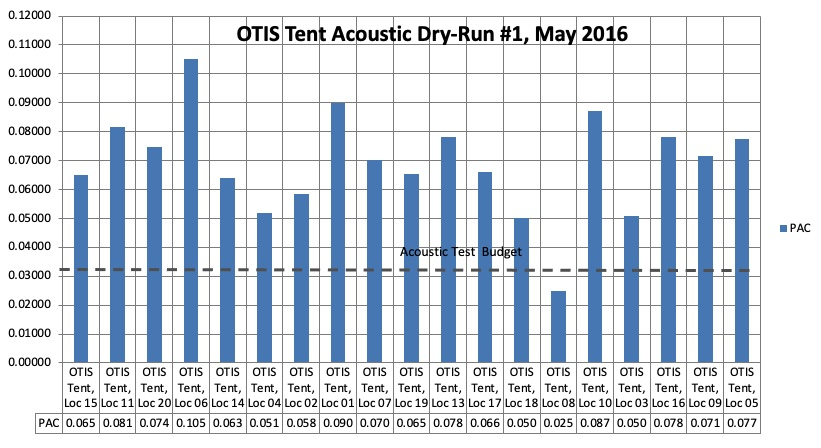 OTIS Tent Acoustic Dry-Run #1, May 2016
0.12000
0.11000
0.10000
0.09000
0.08000
0.07000
0.06000
0.05000
0.04000
0.03000
0.02000
0.01000
0.00000
Acoustic Test Budget
PAC
OTIS OTIS OTIS OTIS OTIS OTIS OTIS OTIS OTIS OTIS OTIS OTIS OTIS OTIS OTIS OTIS OTIS OTIS OTIS
Tent, Tent, Tent, Tent, Tent, Tent, Tent, Tent, Tent, Tent, Tent, Tent, Tent, Tent, Tent, Tent, Tent, Tent, Tent,
Loc 15 Loc 11 Loc 20 Loc 06 Loc 14 Loc 04 Loc 02 Loc 01 Loc 07 Loc 19 Loc 13 Loc 17 Loc 18 Loc 08 Loc 10 Loc 03 Loc 16 Loc 09 Loc 05
PAC 0.065 0.081 0.074 0.105 0.063 0.051 0.058 0.090 0.070 0.065 0.078 0.066 0.050 0.025 0.087 0.050 0.078 0.071 0.077